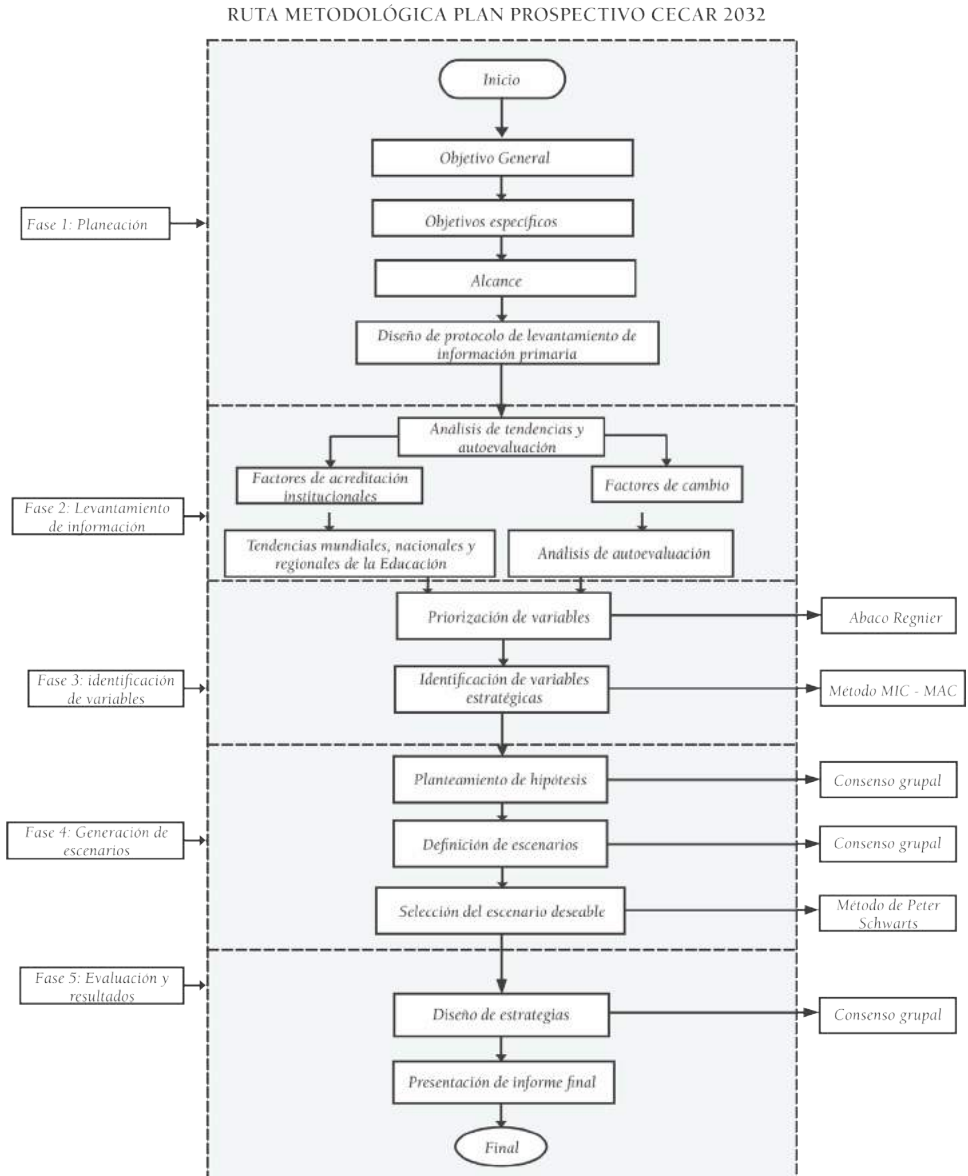 RUTA METODOLÓGICA PLAN PROSPECTIVO CECAR 2032
Inicio
Objetivo General
Fase 1: Planeación
Objetivos específicos
Alcance
Diseño de protocolo de levantamiento de
información primaria
Análisis de tendencias y
autoevaluación
Factores de acreditación
institucionales
Factores de cambio
Fase 2: Levantamiento
de información
Tendencias mundiales, nacionales y
regionales de la Educación
Análisis de autoevaluación
Priorización de variables
Abaco Regnier
Fase 3: identificación
de variables
Identificación de variables
estratégicas
Método MIC - MAC
Planteamiento de hipótesis
Consenso grupal
Fase 4: Generación de
escenarios
Definición de escenarios
Consenso grupal
Selección del escenario deseable
Método de Peter
Schwarts
Fase 5: Evaluación y
resultados
Diseño de estrategias
Consenso grupal
Presentación de informe final
Final